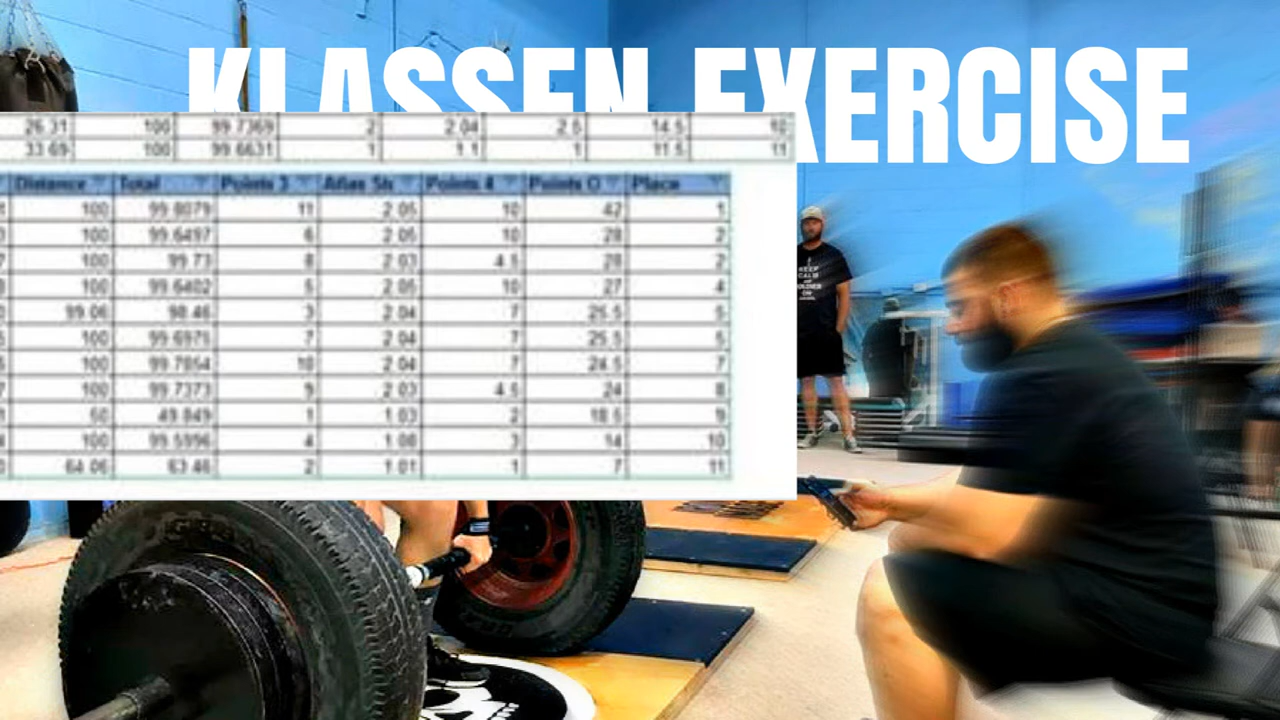 KLASSEN EXERCISE
26.31 100 99.7369 2 2.04 2.5 14.5 10
33.69 100 99.6631 1 1.1 1 11.5 11
Distance Total Points 3 Atlas Sto Points 4 Points O Place
100 99.8079 11 2.05 10 42 1
100 99.6497 6 2.05 10 28 2
100 99.73 8 2.03 4.5 28 2
100 99.6402 5 2.05 10 27 4
99.06 98.46 3 2.04 7 25.5 5
100 99.6975 7 2.04 7 25.5 5
100 99.7854 10 2.04 7 24.5 7
100 99.7373 9 2.03 4.5 24 8
50 49.849 1 1.03 2 18.5 9
100 99.5996 4 1.08 3 14 10
64.06 63.46 2 1.01 1 7 11
KEEP
CALM
ON